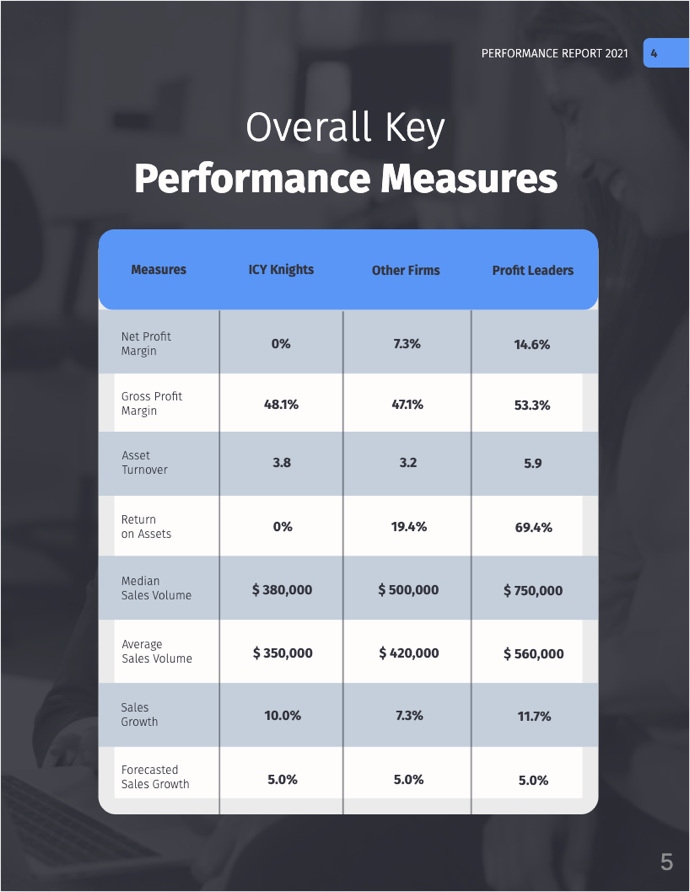 PERFORMANCE REPORT 2021 4
Overall Key
Performance Measures
Measures ICY Knights Other Firms Profit Leaders
Net Profit
Margin
0% 7.3% 14.6%
Gross Profit
Margin
48.1% 47.1% 53.3%
Asset
Turnover
3.8 3.2 5.9
Return
on Assets
0% 19.4% 69.4%
Median
Sales Volume
$ 380,000 $ 500,000 $ 750,000
Average
Sales Volume
$ 350,000 $ 420,000 $ 560,000
Sales
Growth
10.0% 7.3% 11.7%
Forecasted
Sales Growth
5.0% 5.0% 5.0%
5